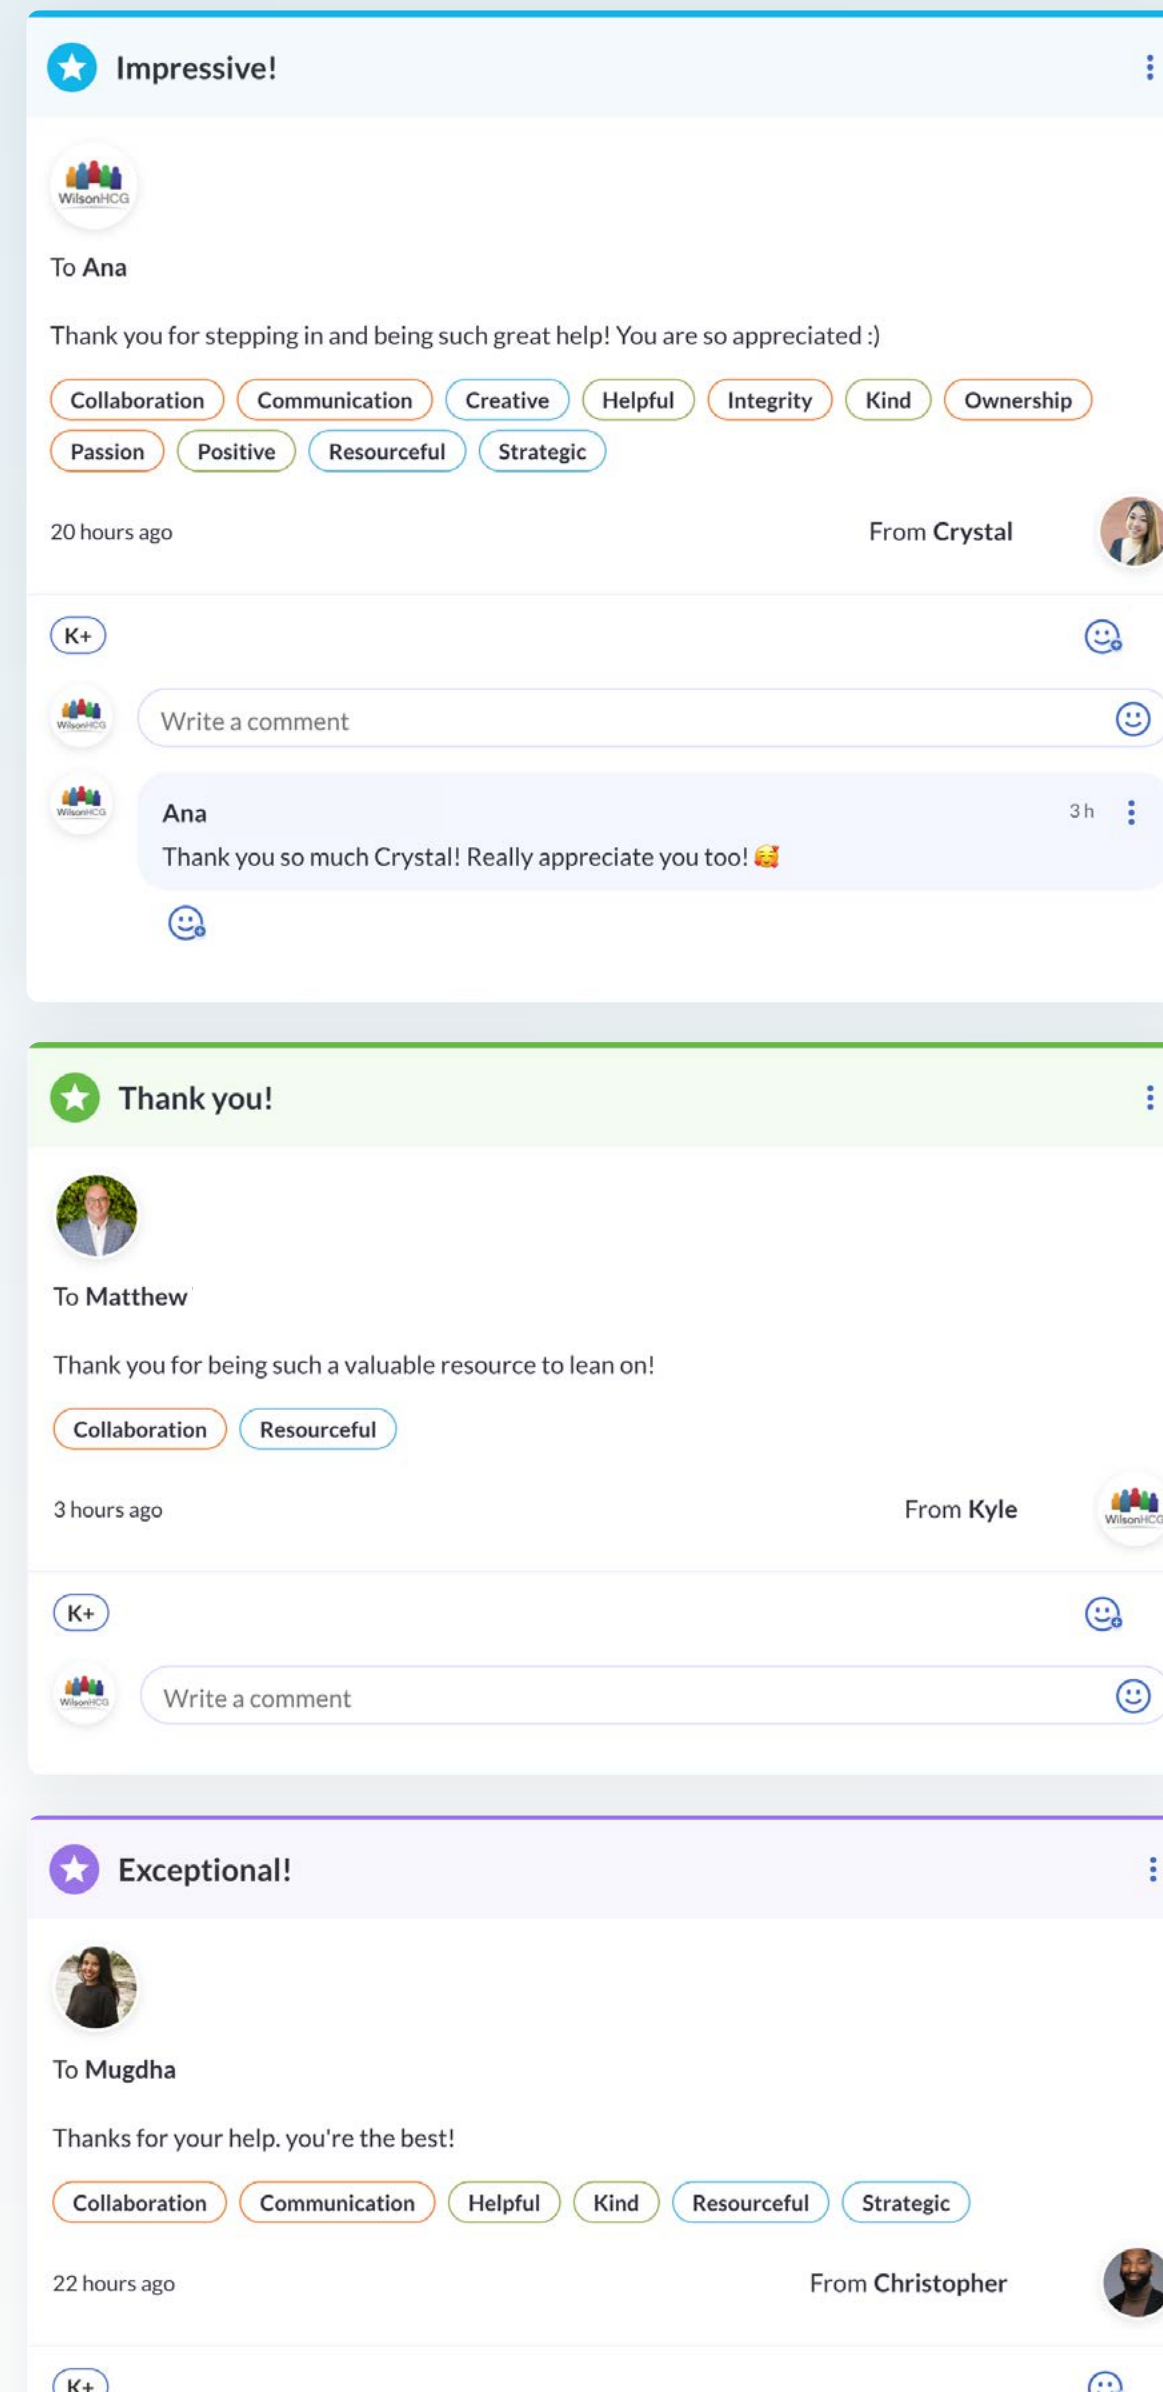 Impressive!
WilsonHCG
To Ana
Thank you for stepping in and being such great help! You are so appreciated :)
Collaboration Communication Creative Helpful Integrity Kind Ownership
Passion Positive Resourceful Strategic
20 hours ago From Crystal
K+
WilsonHCG Write a comment
WilsonHCG Ana 3 h
Thank you so much Crystal! Really appreciate you too! 🥰
Thank you!
To Matthew
Thank you for being such a valuable resource to lean on!
Collaboration Resourceful
3 hours ago From Kyle WilsonHCG
K+
WilsonHCG Write a comment
Exceptional!
To Mugdha
Thanks for your help. you're the best!
Collaboration Communication Helpful Kind Resourceful Strategic
22 hours ago From Christopher
K+